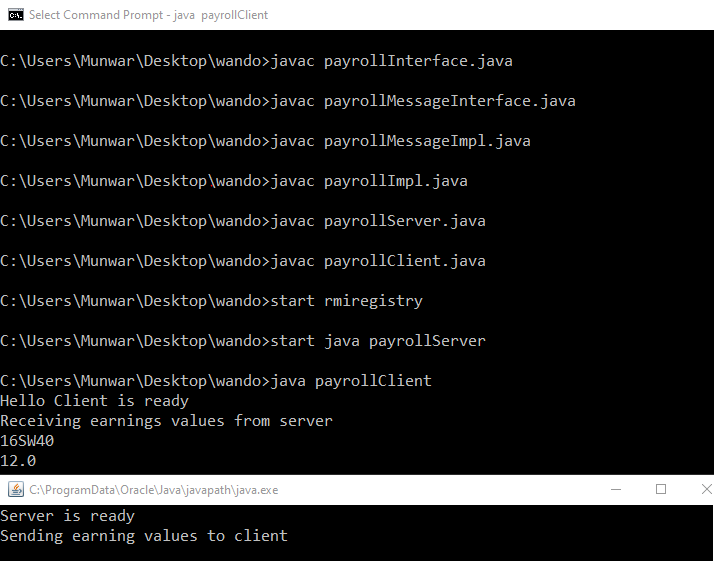 Select Command Prompt - java  payrollClient
C:\Users\Munwar\Desktop\wando>javac payrollInterface.java
C:\Users\Munwar\Desktop\wando>javac payrollMessageInterface.java
C:\Users\Munwar\Desktop\wando>javac payrollMessageImpl.java
C:\Users\Munwar\Desktop\wando>javac payrollImpl.java
C:\Users\Munwar\Desktop\wando>javac payrollServer.java
C:\Users\Munwar\Desktop\wando>javac payrollClient.java
C:\Users\Munwar\Desktop\wando>start rmiregistry
C:\Users\Munwar\Desktop\wando>start java payrollServer
C:\Users\Munwar\Desktop\wando>java payrollClient
Hello Client is ready
Receiving earnings values from server
16SW40
12.0
C:\ProgramData\Oracle\Java\javapath\java.exe
Server is ready
Sending earning values to client